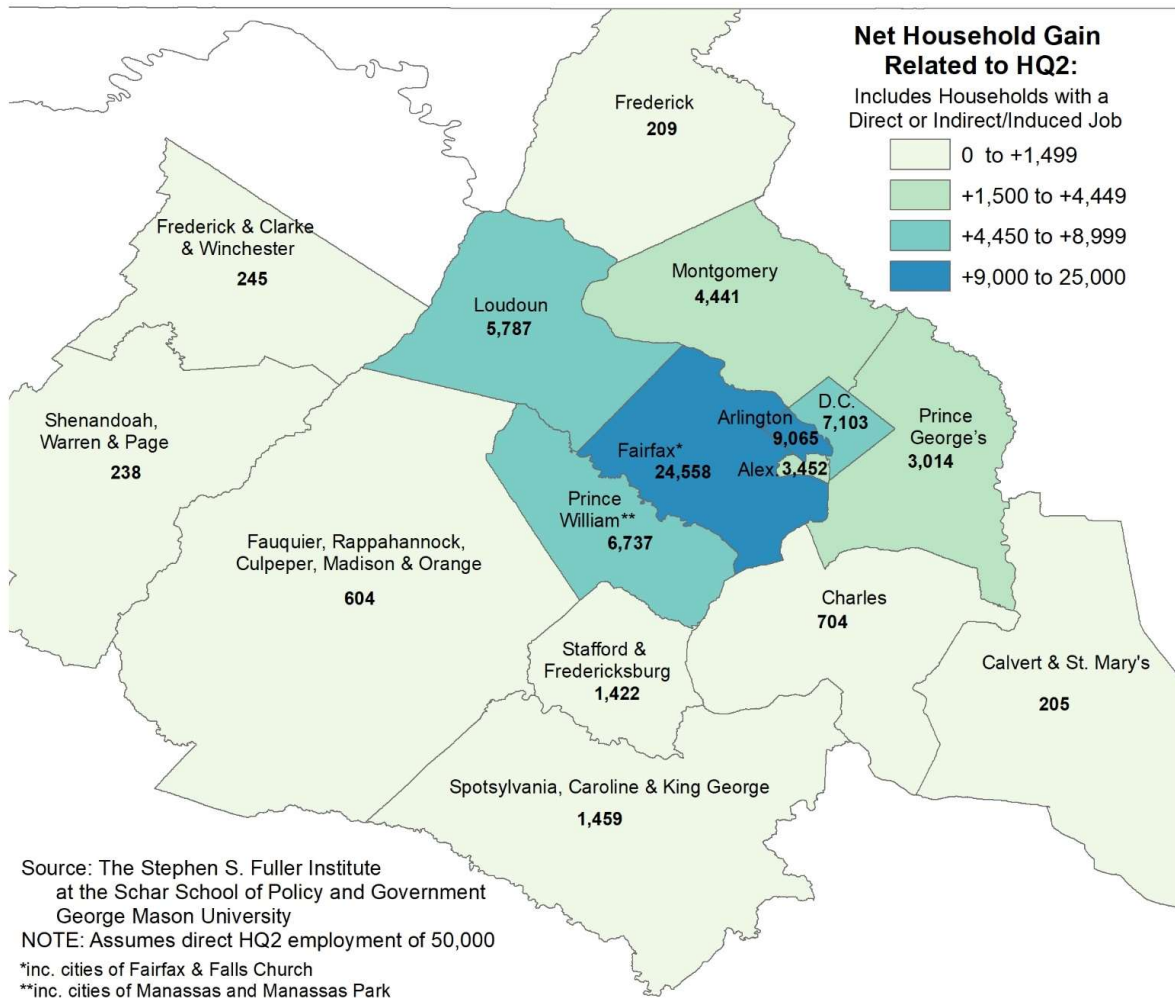 Net Household Gain
Related to HQ2:
Includes Households with a
Direct or Indirect/Induced Job
0 to +1,499
+1,500 to +4,449
+4,450 to +8,999
+9,000 to 25,000
Frederick
209
Frederick & Clarke
& Winchester
245
Loudoun
5,787
Montgomery
4,441
Shenandoah,
Warren & Page
238
D.C.
7,103
Arlington
9,065
Prince
George's
3,014
Fairfax*
24,558
Alex.
3,452
Prince
William**
6,737
Fauquier, Rappahannock,
Culpeper, Madison & Orange
604
Charles
704
Stafford &
Fredericksburg
1,422
Calvert & St. Mary's
205
Spotsylvania, Caroline & King George
1,459
Source: The Stephen S. Fuller Institute
at the Schar School of Policy and Government
George Mason University
NOTE: Assumes direct HQ2 employment of 50,000
*inc. cities of Fairfax & Falls Church
**inc. cities of Manassas and Manassas Park